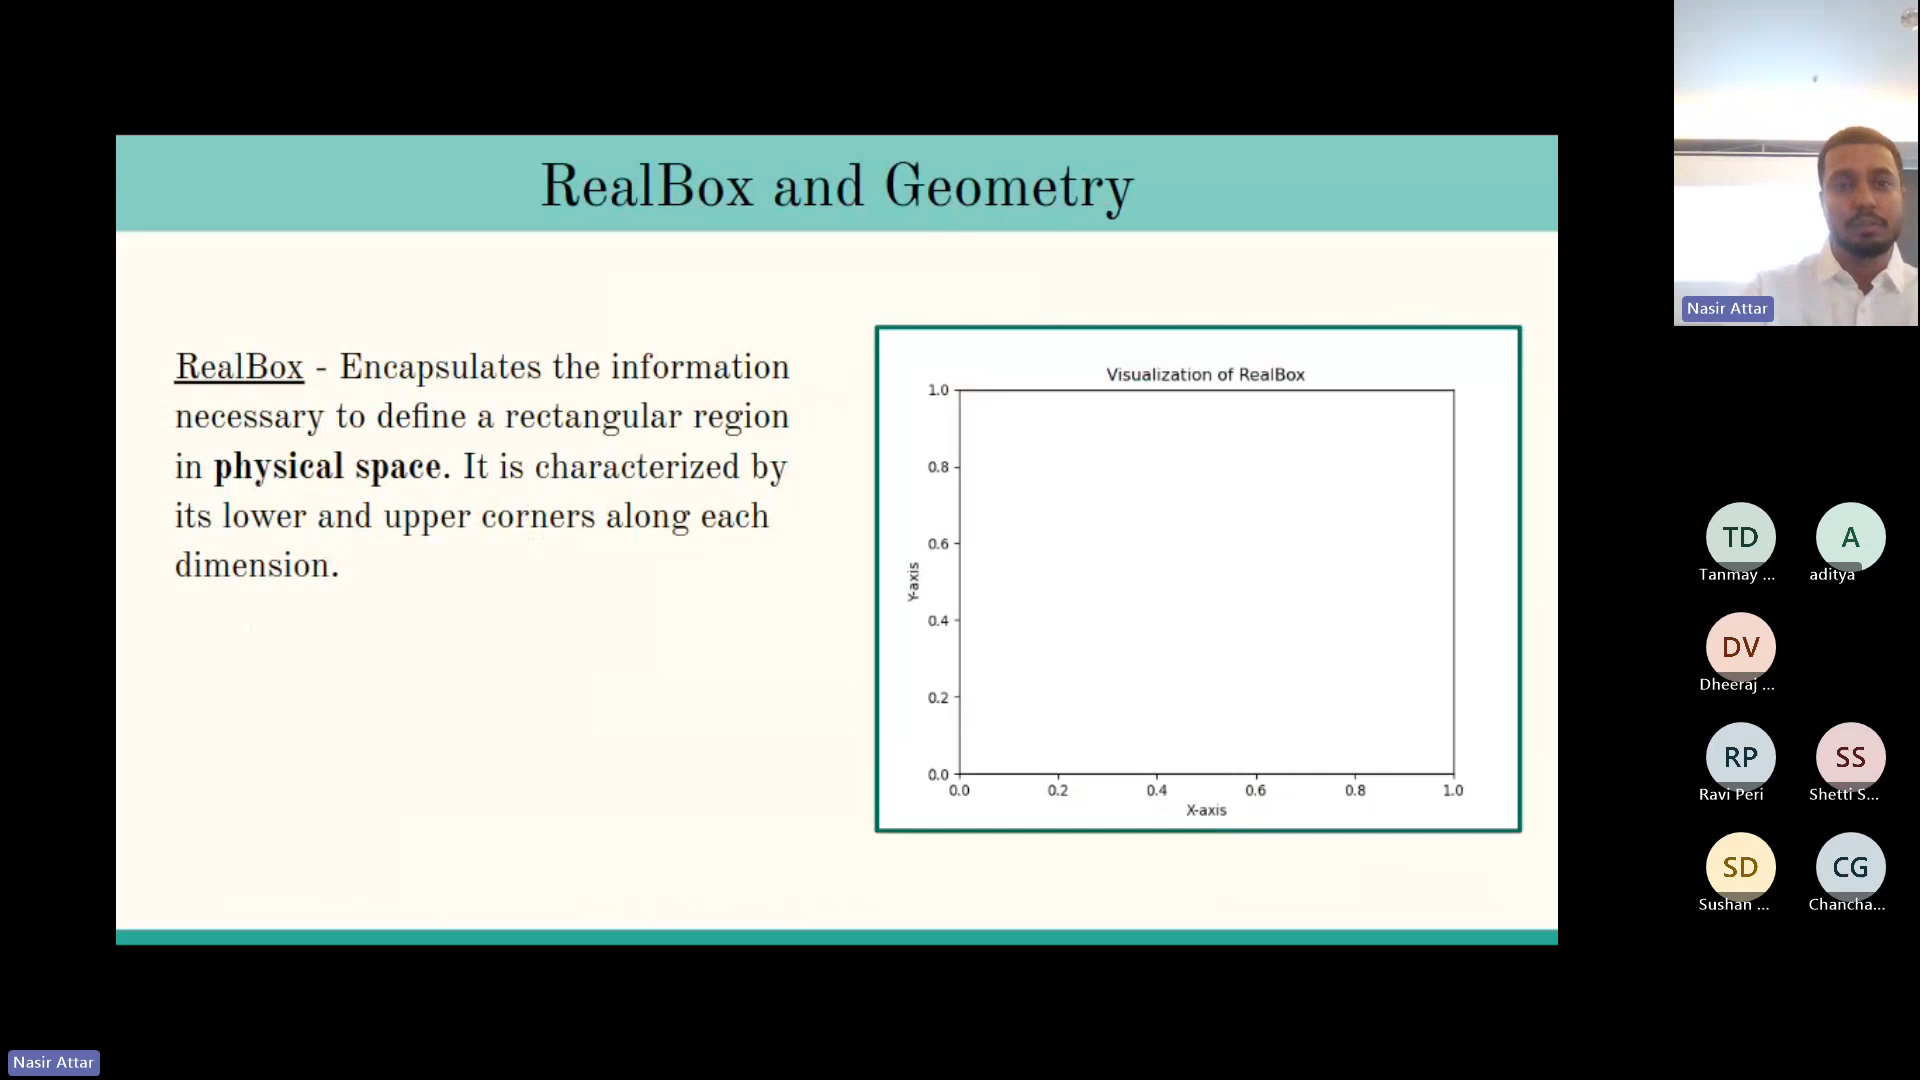 RealBox and Geometry
RealBox - Encapsulates the information
necessary to define a rectangular region
in physical space. It is characterized by
its lower and upper corners along each
dimension.
Visualization of RealBox
1.0
0.8
0.6
0.4
0.2
0.0
Y-axis
0.0 0.2 0.4 0.6 0.8 1.0
X-axis
Nasir Attar
TD A
Tanmay ... aditya
DV
Dheeraj ...
RP SS
Ravi Peri Shetti S...
SD CG
Sushan ... Chancha...
Nasir Attar